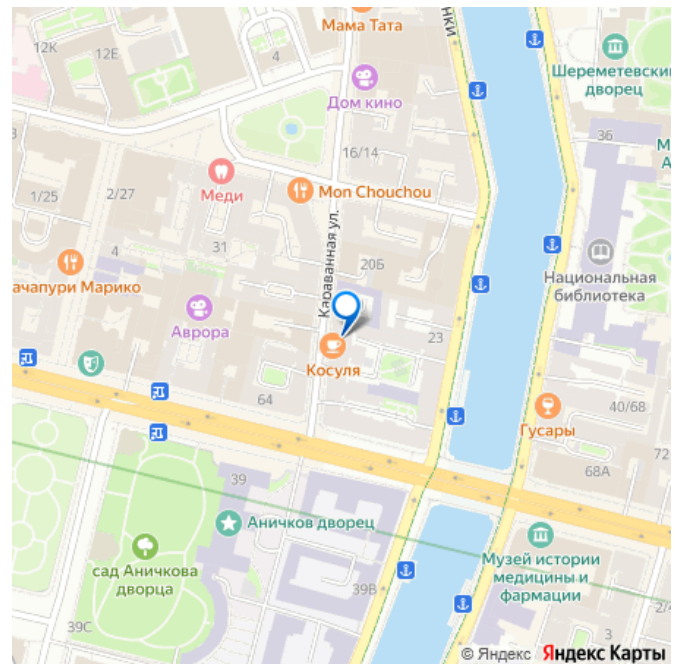 Мама Тата
НКИ
12К
12Е
4
Шереметевский
дворец
Дом кино
36
М
А
16/14
Меди
Mon Chouchou
1/25
2/27
4
31
Караванная ул.
20Б
Национальная
библиотека
ачапури Марико
Аврора
23
Косуля
64
40/68
Гусары
72
68А
39
Аничков дворец
сад Аничкова
дворца
Музей истории
медицины и
фармации
39В
2/4
39С
3
© Яндекс Яндекс Карты